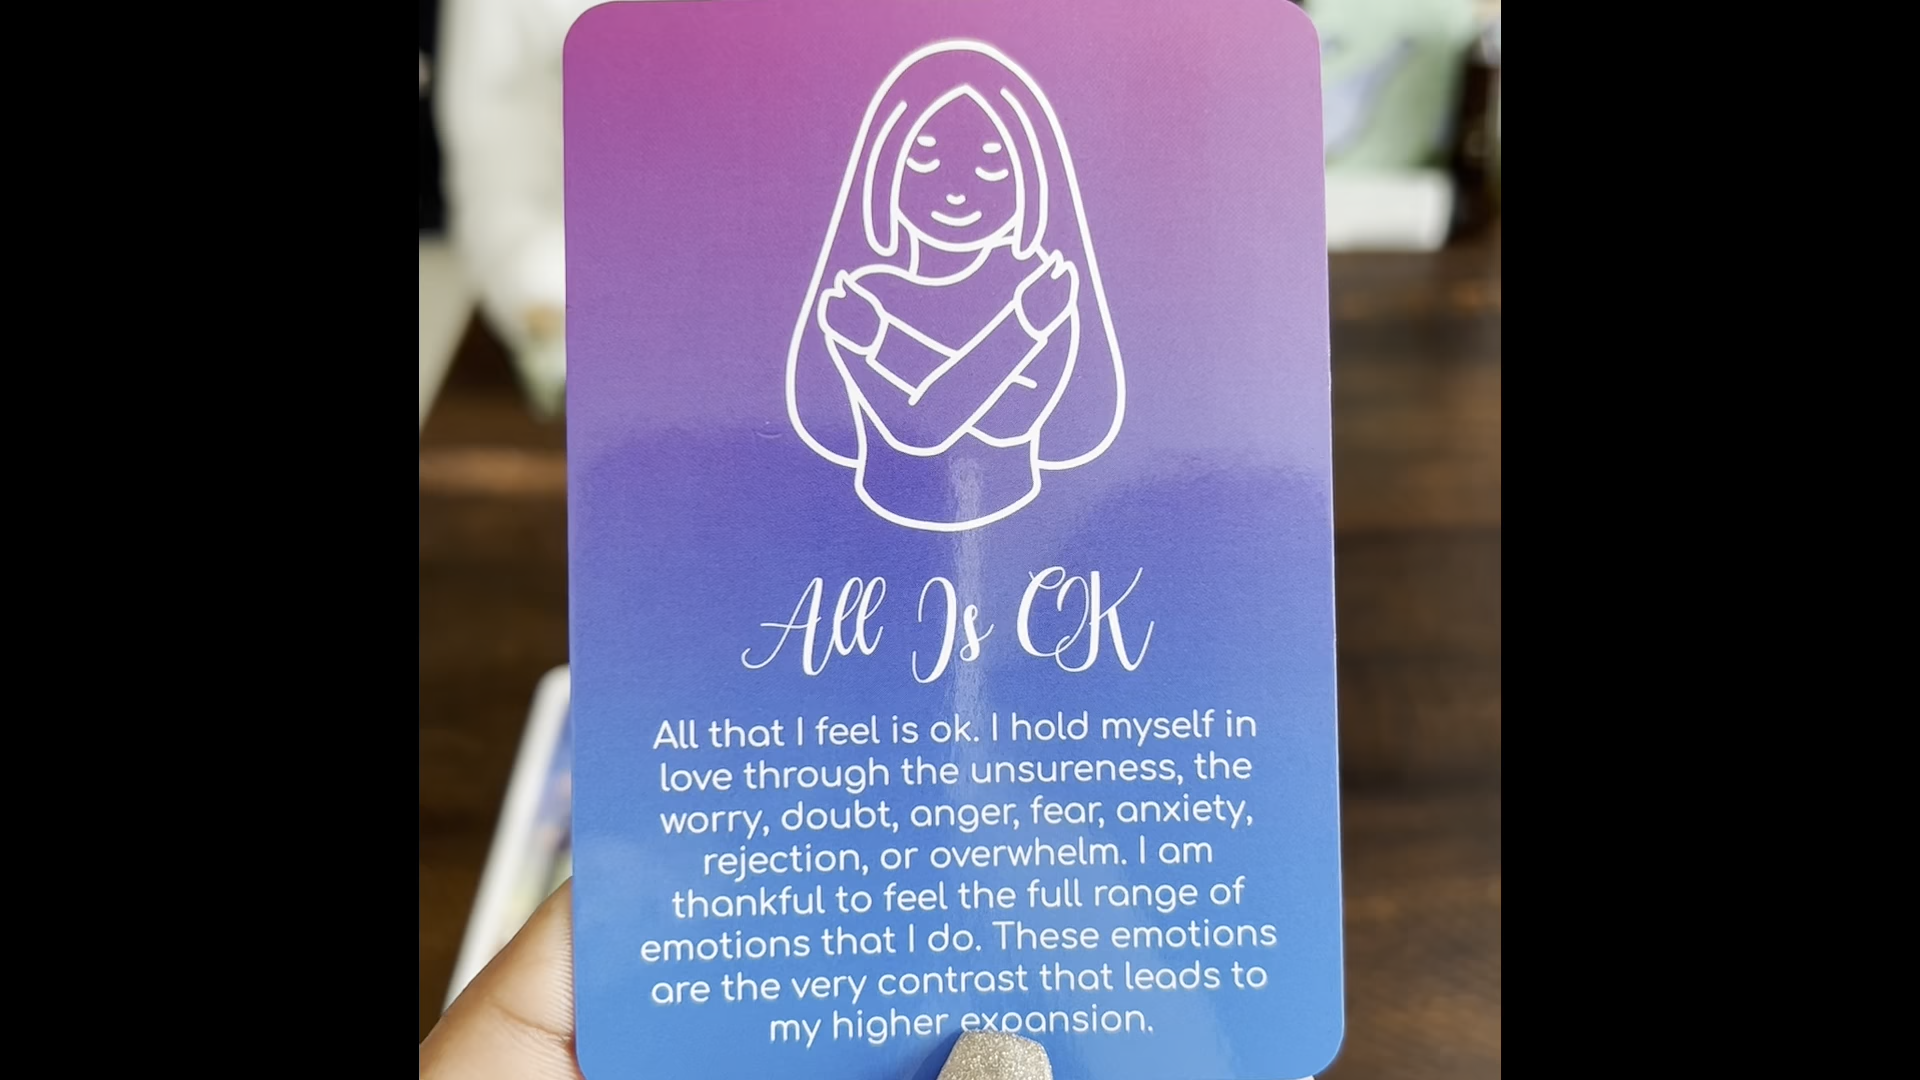 All Is OK
All that I feel is ok. I hold myself in
love through the unsureness, the
worry, doubt, anger, fear, anxiety,
rejection, or overwhelm. I am
thankful to feel the full range of
emotions that I do. These emotions
are the very contrast that leads to
my higher expansion.